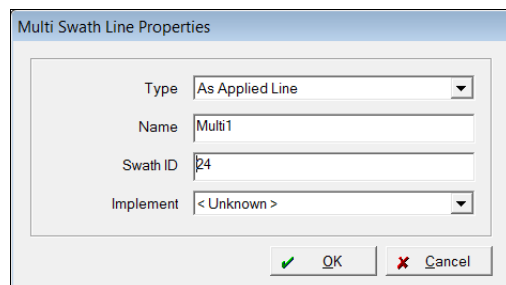 Multi Swath Line Properties
Type As Applied Line
Name Multi1
Swath ID 24
Implement < Unknown >
OK Cancel